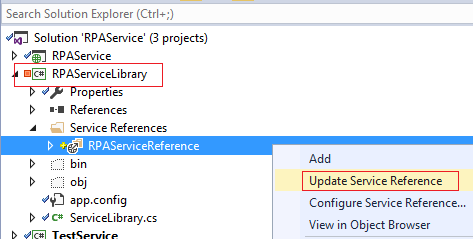 Search Solution Explorer (Ctrl+;)
Solution 'RPAService' (3 projects)
RPAService
C# RPAServiceLibrary
Properties
References
Service References
RPAServiceReference
Add
bin
Update Service Reference
obj
Configure Service Reference...
app.config
View in Object Browser
C# ServiceLibrary.cs
C# TestService